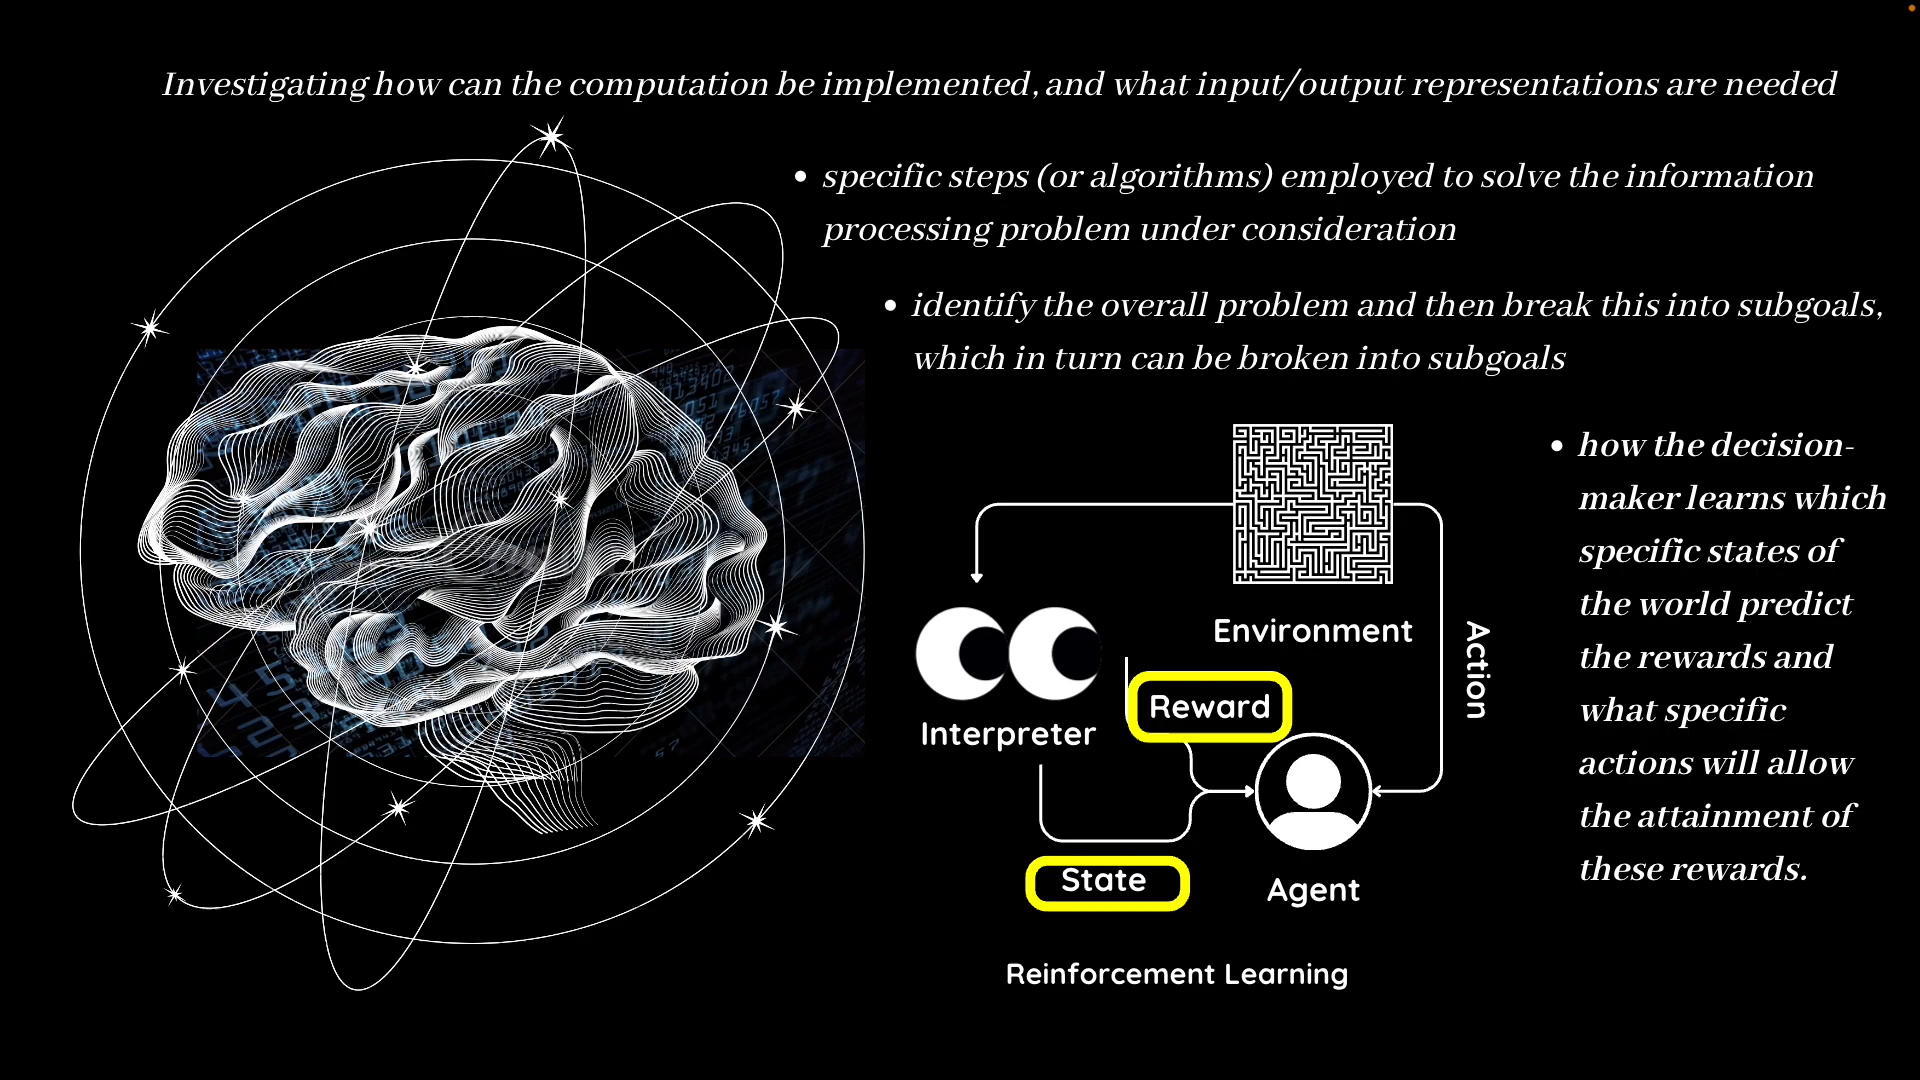 Investigating how can the computation be implemented, and what input/output representations are needed
• specific steps (or algorithms) employed to solve the information
processing problem under consideration
• identify the overall problem and then break this into subgoals,
which in turn can be broken into subgoals
• how the decision-
maker learns which
specific states of
the world predict
the rewards and
what specific
actions will allow
the attainment of
these rewards.
Environment
Action
Reward
Interpreter
State
Agent
Reinforcement Learning